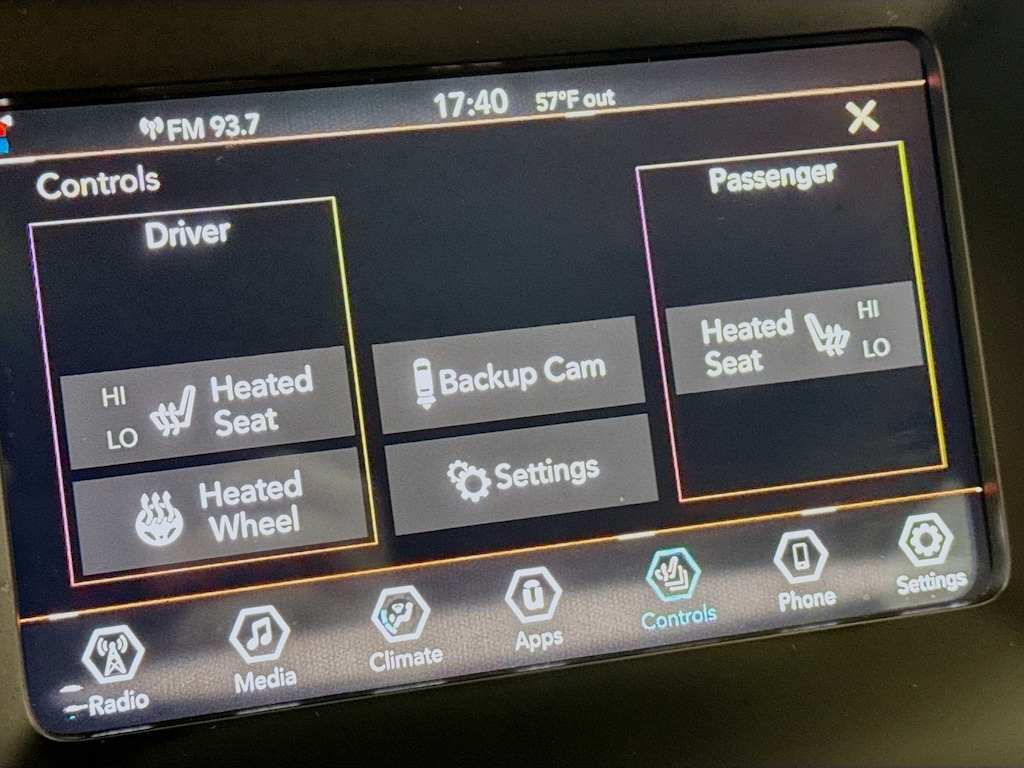 FM 93.7
17:40
57°F out
Controls
Driver
HI
LO
Heated
Seat
Heated
Wheel
Backup Cam
Settings
Passenger
Heated
Seat
HI
LO
Radio
Media
Climate
Apps
Controls
Phone
Settings